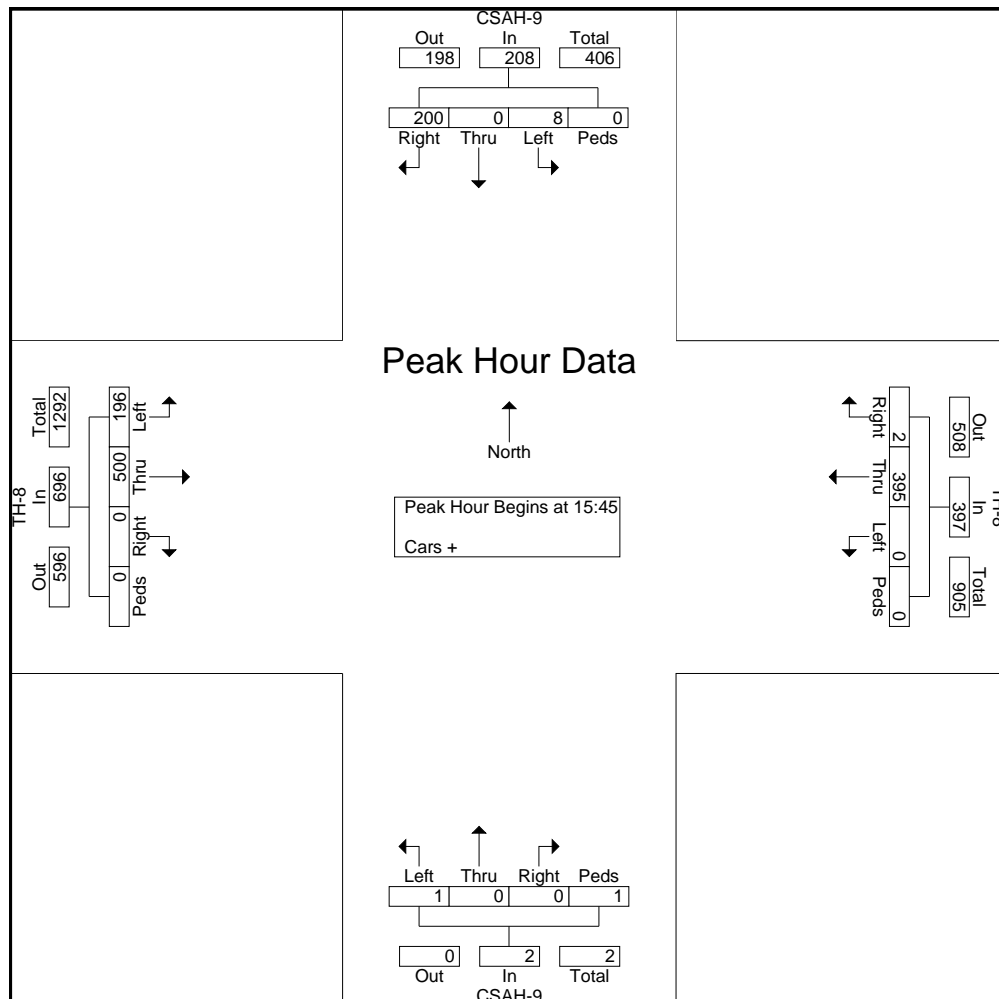 CSAH-9
Out In Total
198 208 406
200 0 8 0
Right Thru Left Peds
Peak Hour Data
North
Peak Hour Begins at 15:45
Cars +
TH-8
Total In Out
1292 696 596
196 500 0 0
Left Thru Right Peds
Right Thru Left Peds
2 395 0 0
508 397 905
Out In Total
TH-8
Left Thru Right Peds
1 0 0 1
0 2 2
Out In Total
CSAH-9